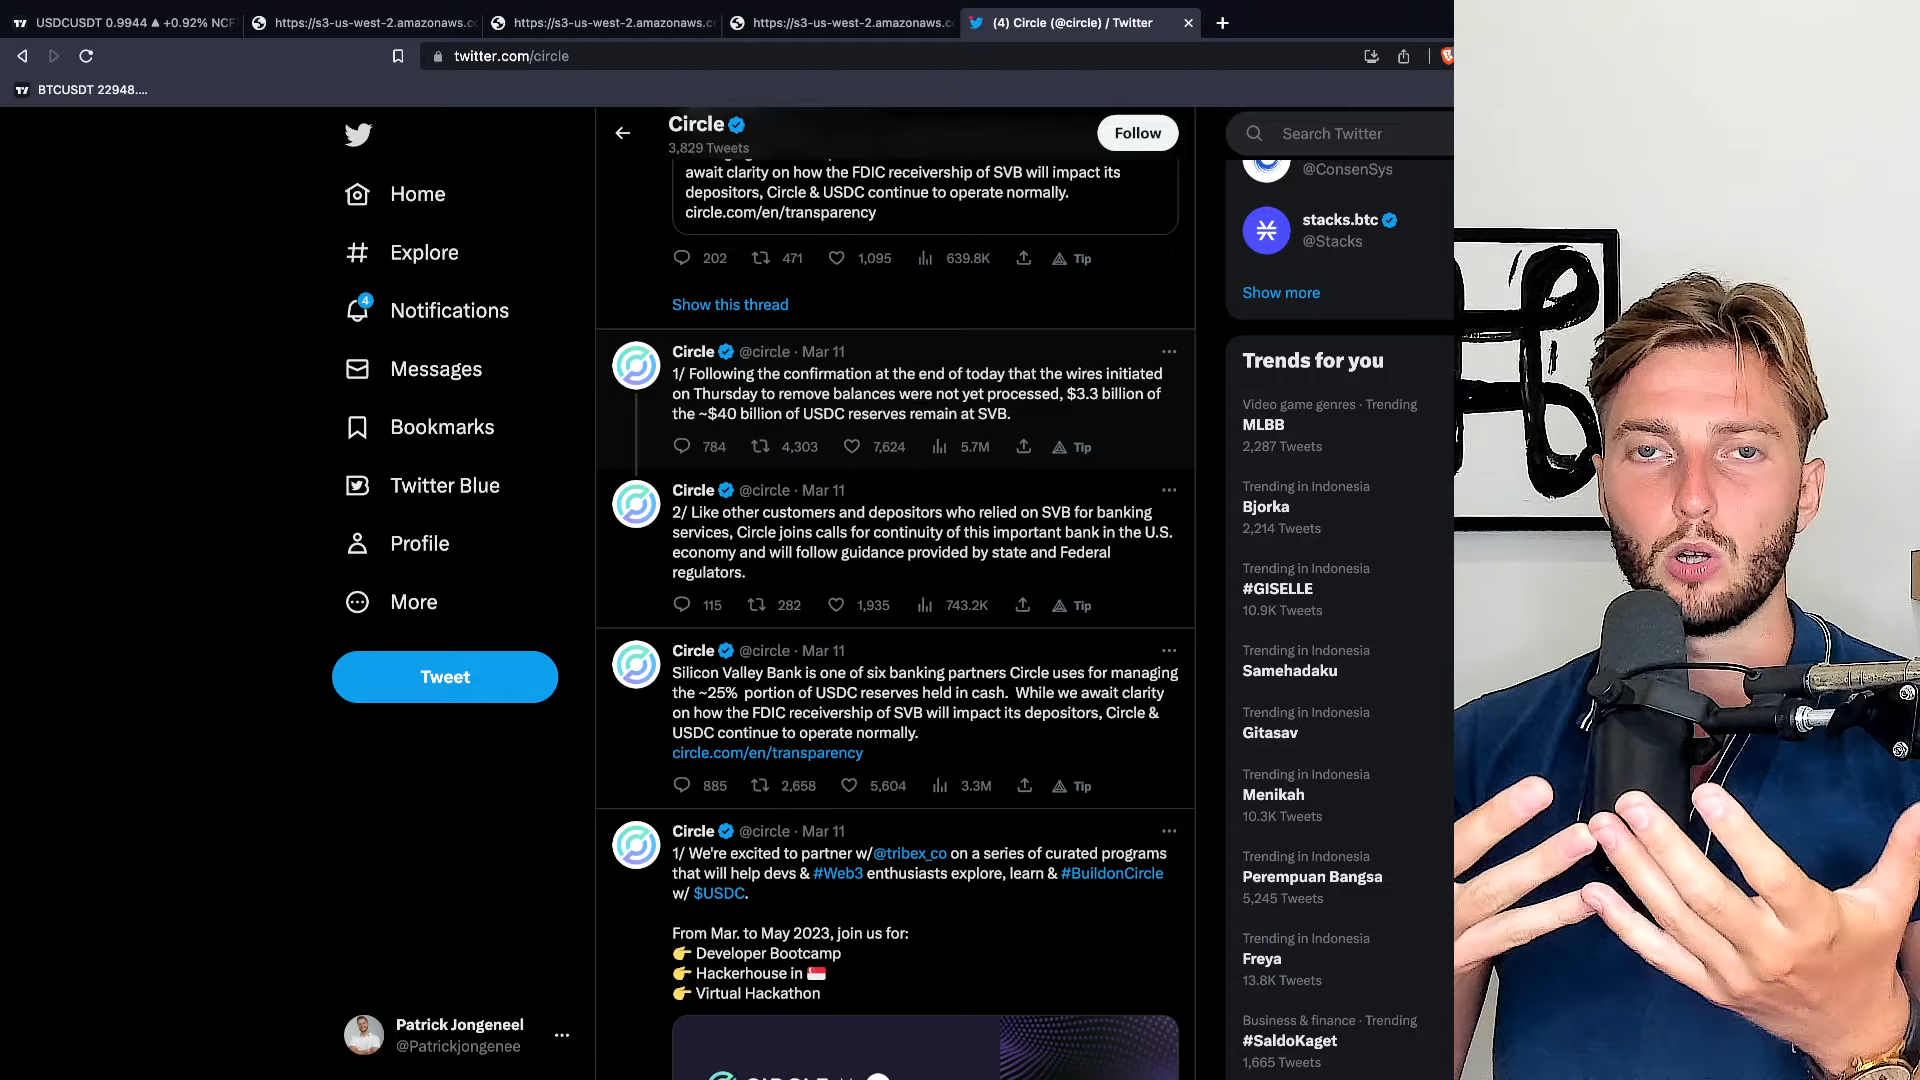 USDCUSDT 0.9944 ▲ +0.92% NCF
https://s3-us-west-2.amazonaws.c
https://s3-us-west-2.amazonaws.c
https://s3-us-west-2.amazonaws.c
(4) Circle (@circle) / Twitter
twitter.com/circle
BTCUSDT 22948....
Home
Explore
4
Notifications
Messages
Bookmarks
Twitter Blue
Profile
More
Tweet
Patrick Jongeneel
@Patrickjongenee
Circle
3,829 Tweets
Follow
await clarity on how the FDIC receivership of SVB will impact its
depositors, Circle & USDC continue to operate normally.
circle.com/en/transparency
202 471 1,095 639.8K Tip
Show this thread
Circle @circle · Mar 11
1/ Following the confirmation at the end of today that the wires initiated
on Thursday to remove balances were not yet processed, $3.3 billion of
the ~$40 billion of USDC reserves remain at SVB.
784 4,303 7,624 5.7M Tip
Circle @circle · Mar 11
2/ Like other customers and depositors who relied on SVB for banking
services, Circle joins calls for continuity of this important bank in the U.S.
economy and will follow guidance provided by state and Federal
regulators.
115 282 1,935 743.2K Tip
Circle @circle · Mar 11
Silicon Valley Bank is one of six banking partners Circle uses for managing
the ~25% portion of USDC reserves held in cash. While we await clarity
on how the FDIC receivership of SVB will impact its depositors, Circle &
USDC continue to operate normally.
circle.com/en/transparency
885 2,658 5,604 3.3M Tip
Circle @circle · Mar 11
1/ We're excited to partner w/@tribex_co on a series of curated programs
that will help devs & #Web3 enthusiasts explore, learn & #BuildonCircle
w/ $USDC.
From Mar. to May 2023, join us for:
👉 Developer Bootcamp
👉 Hackerhouse in 🇸🇬
👉 Virtual Hackathon
Search Twitter
@ConsenSys
stacks.btc
@Stacks
Show more
Trends for you
Video game genres · Trending
MLBB
2,287 Tweets
Trending in Indonesia
Bjorka
2,214 Tweets
Trending in Indonesia
#GISELLE
10.9K Tweets
Trending in Indonesia
Samehadaku
Trending in Indonesia
Gitasav
Trending in Indonesia
Menikah
10.3K Tweets
Trending in Indonesia
Perempuan Bangsa
5,245 Tweets
Trending in Indonesia
Freya
13.8K Tweets
Business & finance · Trending
#SaldoKaget
1,665 Tweets